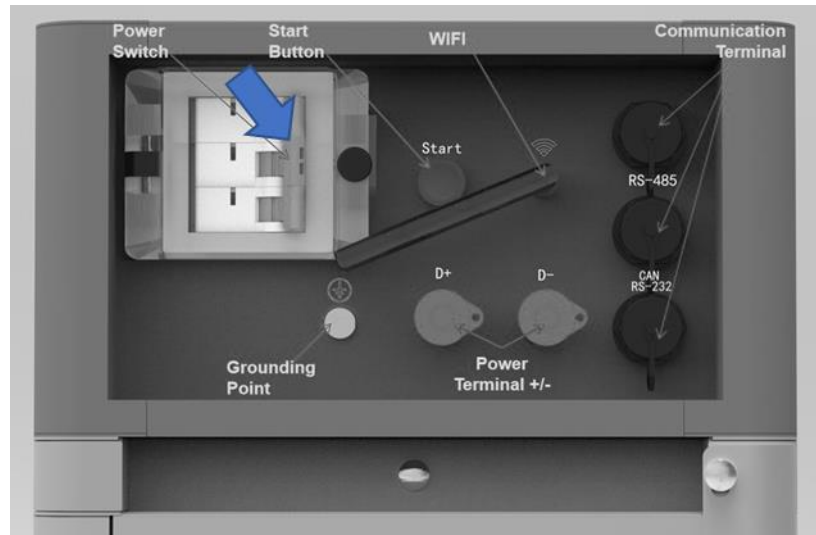 Power
Switch
Start
Button
WIFI
Communication
Terminal
Start
RS-485
CAN
RS-232
D+
D-
Grounding
Point
Power
Terminal +/-